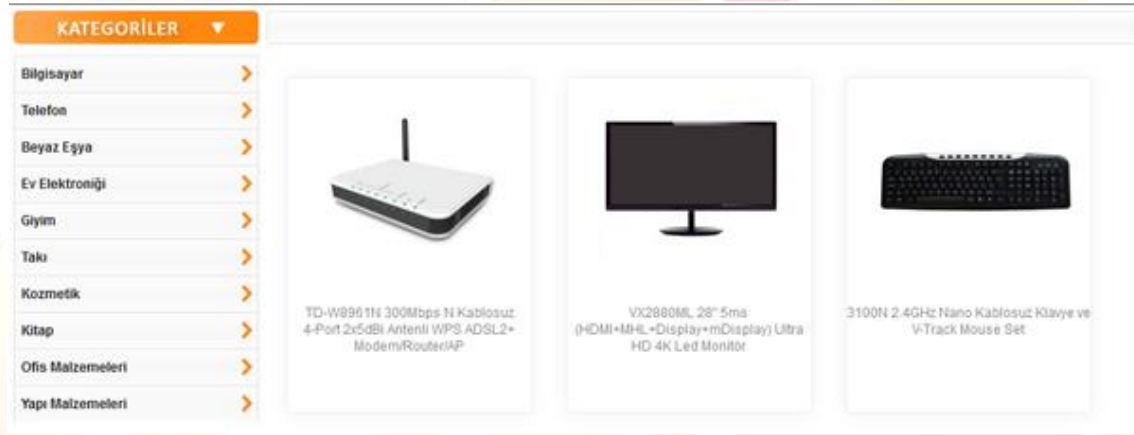 KATEGORİLER
Bilgisayar
Telefon
Beyaz Eşya
Ev Elektroniği
Giyim
Takı
Kozmetik
Kitap
Ofis Malzemeleri
Yapı Malzemeleri
TD-W8961N 300Mbps N Kablosuz
4-Port 2x5dBi Antenli WPS ADSL2+
Modem/Router/AP
VX2880ML 28" 5ms
(HDMI+MHL+Display+mDisplay) Ultra
HD 4K Led Monitör
3100N 2.4GHz Nano Kablosuz Klavye ve
V-Track Mouse Set